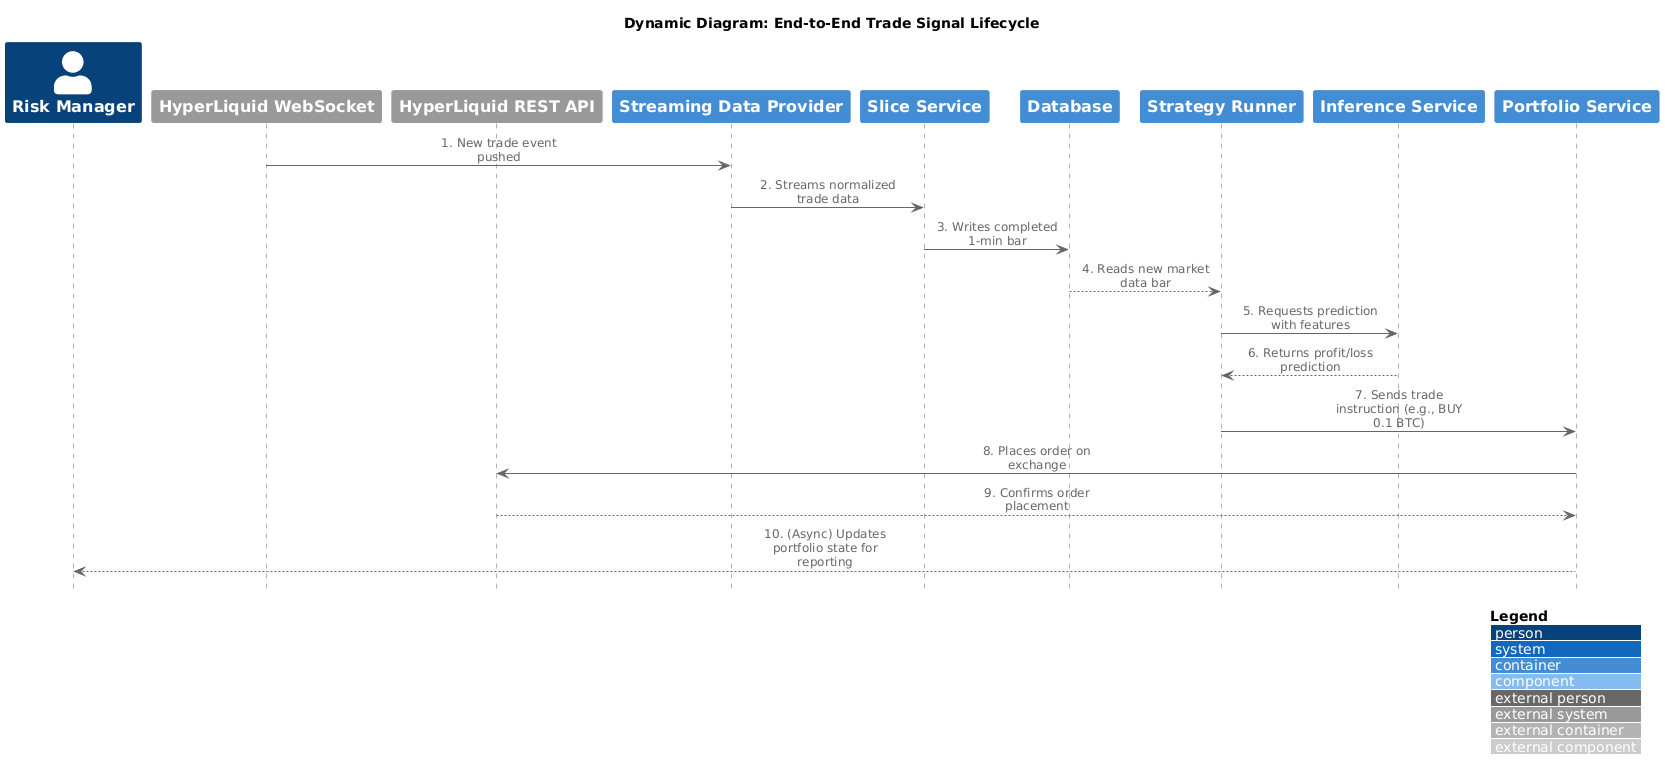 Dynamic Diagram: End-to-End Trade Signal Lifecycle
Risk Manager
HyperLiquid WebSocket
HyperLiquid REST API
Streaming Data Provider
Slice Service
Database
Strategy Runner
Inference Service
Portfolio Service
1. New trade event
pushed
2. Streams normalized
trade data
3. Writes completed
1-min bar
4. Reads new market
data bar
5. Requests prediction
with features
6. Returns profit/loss
prediction
7. Sends trade
instruction (e.g., BUY
0.1 BTC)
8. Places order on
exchange
9. Confirms order
placement
10. (Async) Updates
portfolio state for
reporting
Legend
person
system
container
component
external person
external system
external container
external component